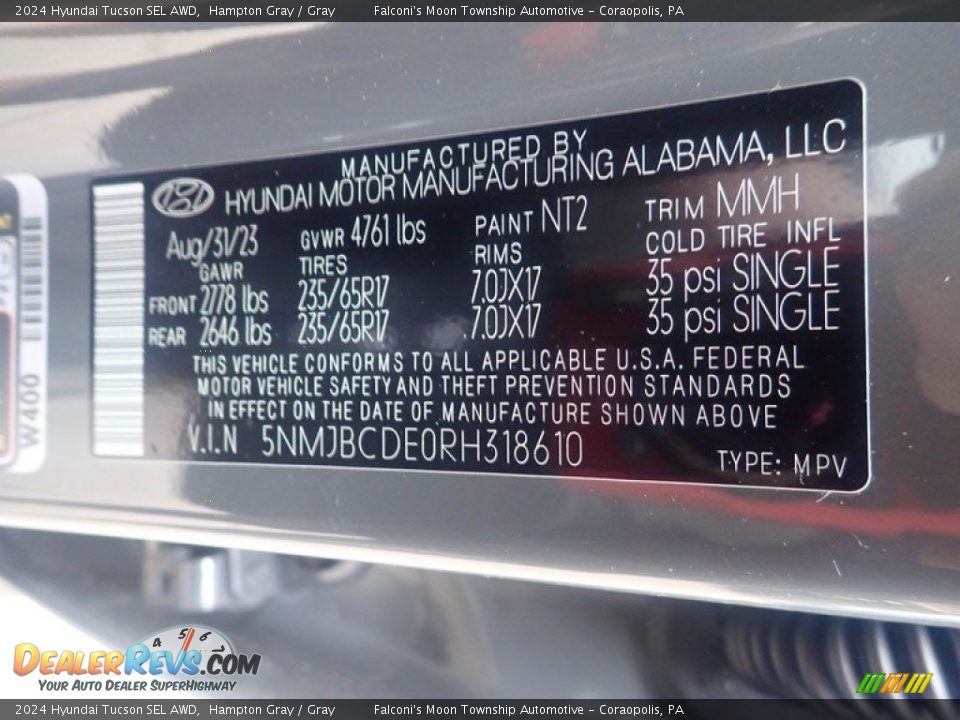 2024 Hyundai Tucson SEL AWD, Hampton Gray / Gray Falconi's Moon Township Automotive - Coraopolis, PA
MANUFACTURED BY
HYUNDAI MOTOR MANUFACTURING ALABAMA, LLC
Aug/31/23 GVWR 4761 lbs PAINT NT2 TRIM MMH
GAWR TIRES RIMS COLD TIRE INFL
FRONT 2778 lbs 235/65R17 7.0JX17 35 psi SINGLE
REAR 2646 lbs 235/65R17 7.0JX17 35 psi SINGLE
THIS VEHICLE CONFORMS TO ALL APPLICABLE U.S.A. FEDERAL
MOTOR VEHICLE SAFETY AND THEFT PREVENTION STANDARDS
IN EFFECT ON THE DATE OF MANUFACTURE SHOWN ABOVE
V.I.N 5NMJBCDE0RH318610 TYPE: MPV
W400
4 5 6
DEALERREVS.COM
YOUR AUTO DEALER SUPERHIGHWAY
2024 Hyundai Tucson SEL AWD, Hampton Gray / Gray Falconi's Moon Township Automotive - Coraopolis, PA